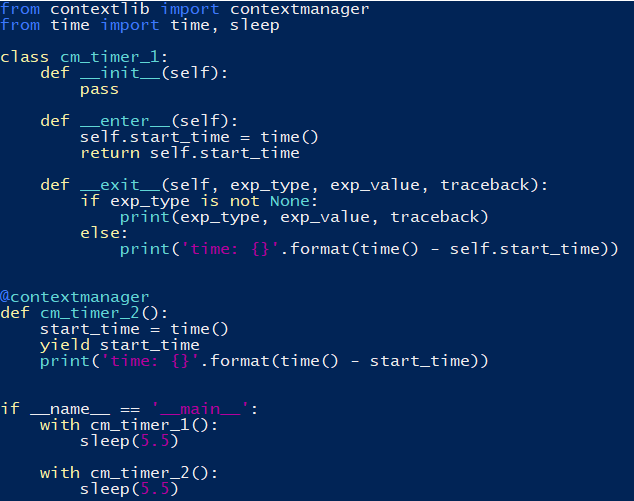 from contextlib import contextmanager
from time import time, sleep

class cm_timer_1:
    def __init__(self):
        pass

    def __enter__(self):
        self.start_time = time()
        return self.start_time

    def __exit__(self, exp_type, exp_value, traceback):
        if exp_type is not None:
            print(exp_type, exp_value, traceback)
        else:
            print('time: {}'.format(time() - self.start_time))


@contextmanager
def cm_timer_2():
    start_time = time()
    yield start_time
    print('time: {}'.format(time() - start_time))


if __name__ == '__main__':
    with cm_timer_1():
        sleep(5.5)

    with cm_timer_2():
        sleep(5.5)